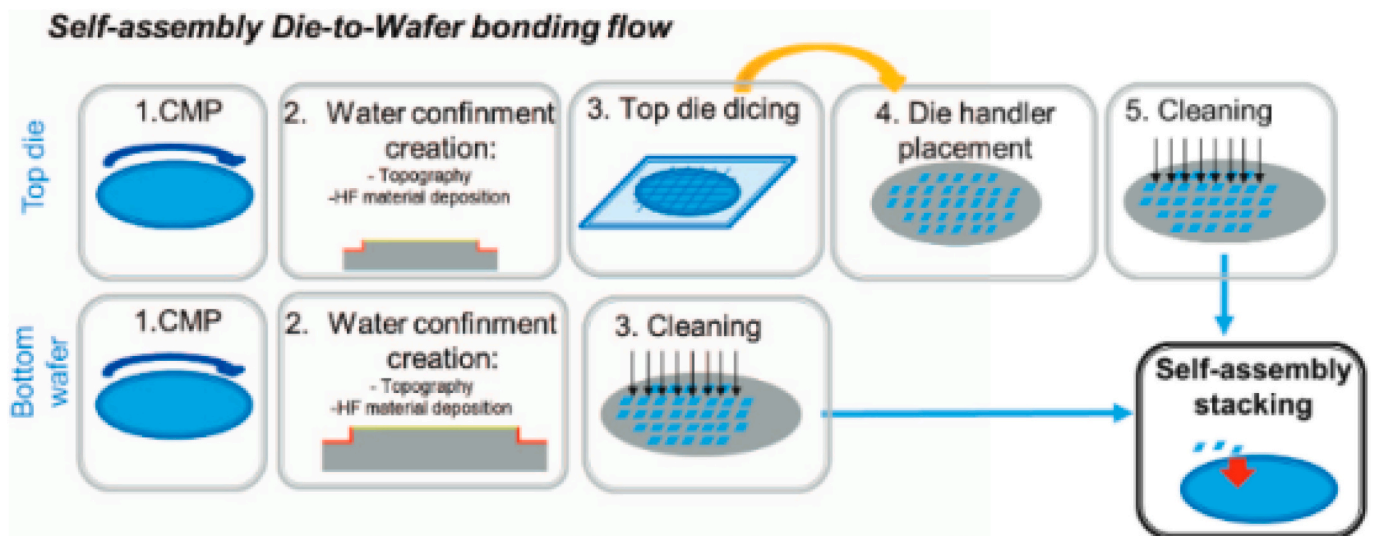 Self-assembly Die-to-Wafer bonding flow
Top die
1.CMP
2. Water confinment
creation:
- Topography
-HF material deposition
3. Top die dicing
4. Die handler
placement
5. Cleaning
Bottom
wafer
1.CMP
2. Water confinment
creation:
- Topography
-HF material deposition
3. Cleaning
Self-assembly
stacking